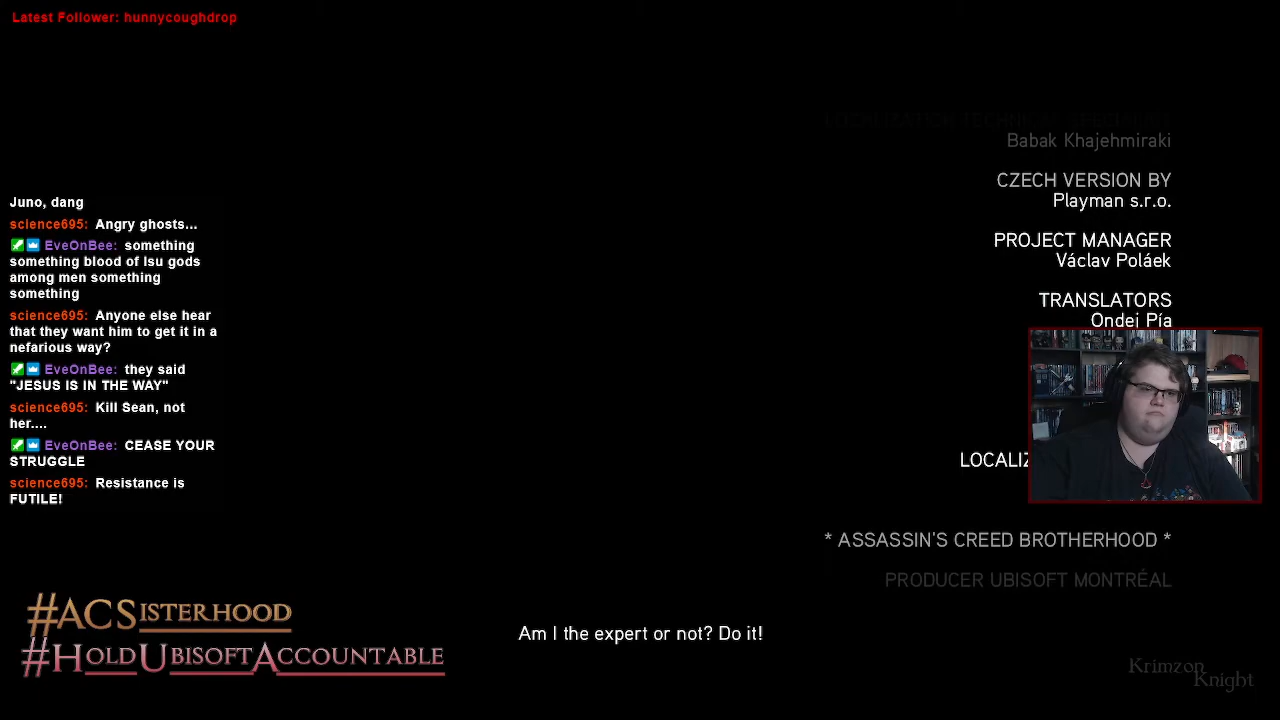 Latest Follower: hunnycoughdrop
Juno, dang
science695: Angry ghosts...
EveOnBee: something
something blood of Isu gods
among men something
something
science695: Anyone else hear
that they want him to get it in a
nefarious way?
EveOnBee: they said
"JESUS IS IN THE WAY"
science695: Kill Sean, not
her....
EveOnBee: CEASE YOUR
STRUGGLE
science695: Resistance is
FUTILE!
#ACSISTERHOOD
#HOLDUBISOFTACCOUNTABLE
Babak Khajehmiraki
CZECH VERSION BY
Playman s.r.o.
PROJECT MANAGER
Václav Poláek
TRANSLATORS
Ondei Pía
LOCALIZ
* ASSASSIN'S CREED BROTHERHOOD *
PRODUCER UBISOFT MONTRÉAL
Am I the expert or not? Do it!
Krimzon
Knight